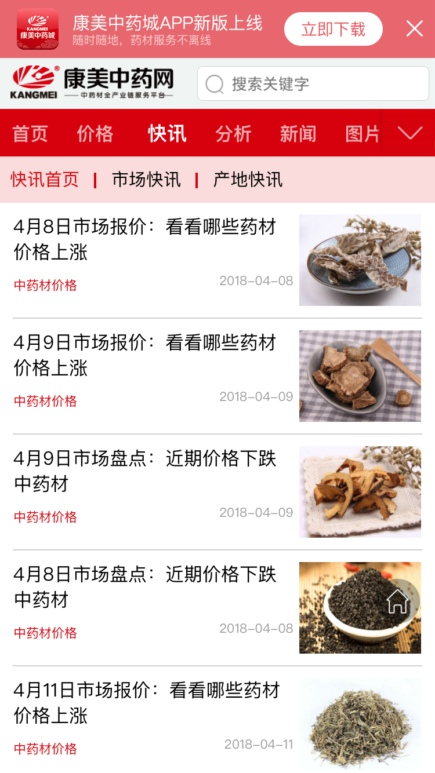 KANGMEI
康美中药城
康美中药城APP新版上线
随时随地，药材服务不离线
立即下载
KANGMEI
康美中药网
中药材全产业链服务平台
搜索关键字
首页 价格 快讯 分析 新闻 图片
快讯首页 市场快讯 产地快讯
4月8日市场报价：看看哪些药材
价格上涨
中药材价格 2018-04-08
4月9日市场报价：看看哪些药材
价格上涨
中药材价格 2018-04-09
4月9日市场盘点：近期价格下跌
中药材
中药材价格 2018-04-09
4月8日市场盘点：近期价格下跌
中药材
中药材价格 2018-04-08
4月11日市场报价：看看哪些药材
价格上涨
中药材价格 2018-04-11